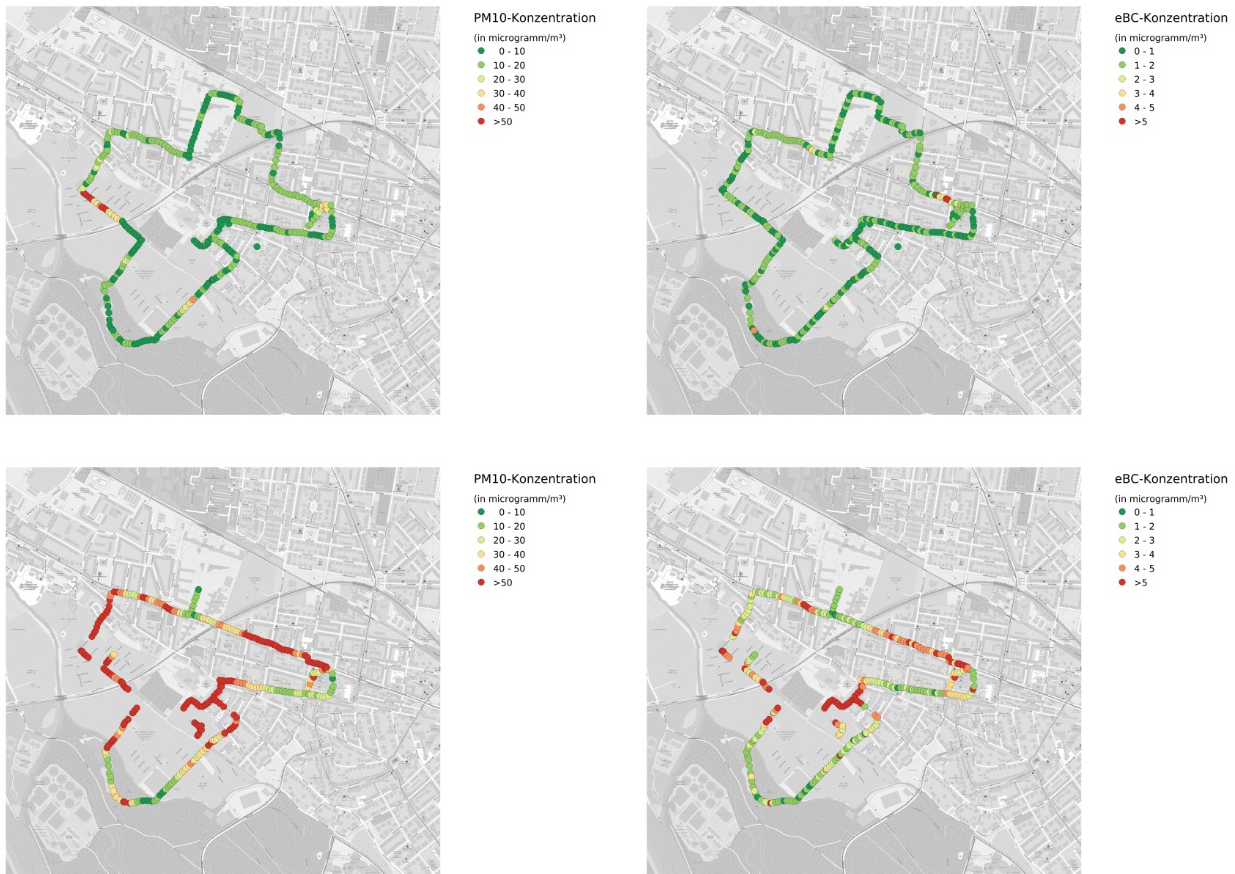 PM10-Konzentration
(in microgramm/m³)
0 - 10
10 - 20
20 - 30
30 - 40
40 - 50
>50
eBC-Konzentration
(in microgramm/m³)
0 - 1
1 - 2
2 - 3
3 - 4
4 - 5
>5
PM10-Konzentration
(in microgramm/m³)
0 - 10
10 - 20
20 - 30
30 - 40
40 - 50
>50
eBC-Konzentration
(in microgramm/m³)
0 - 1
1 - 2
2 - 3
3 - 4
4 - 5
>5